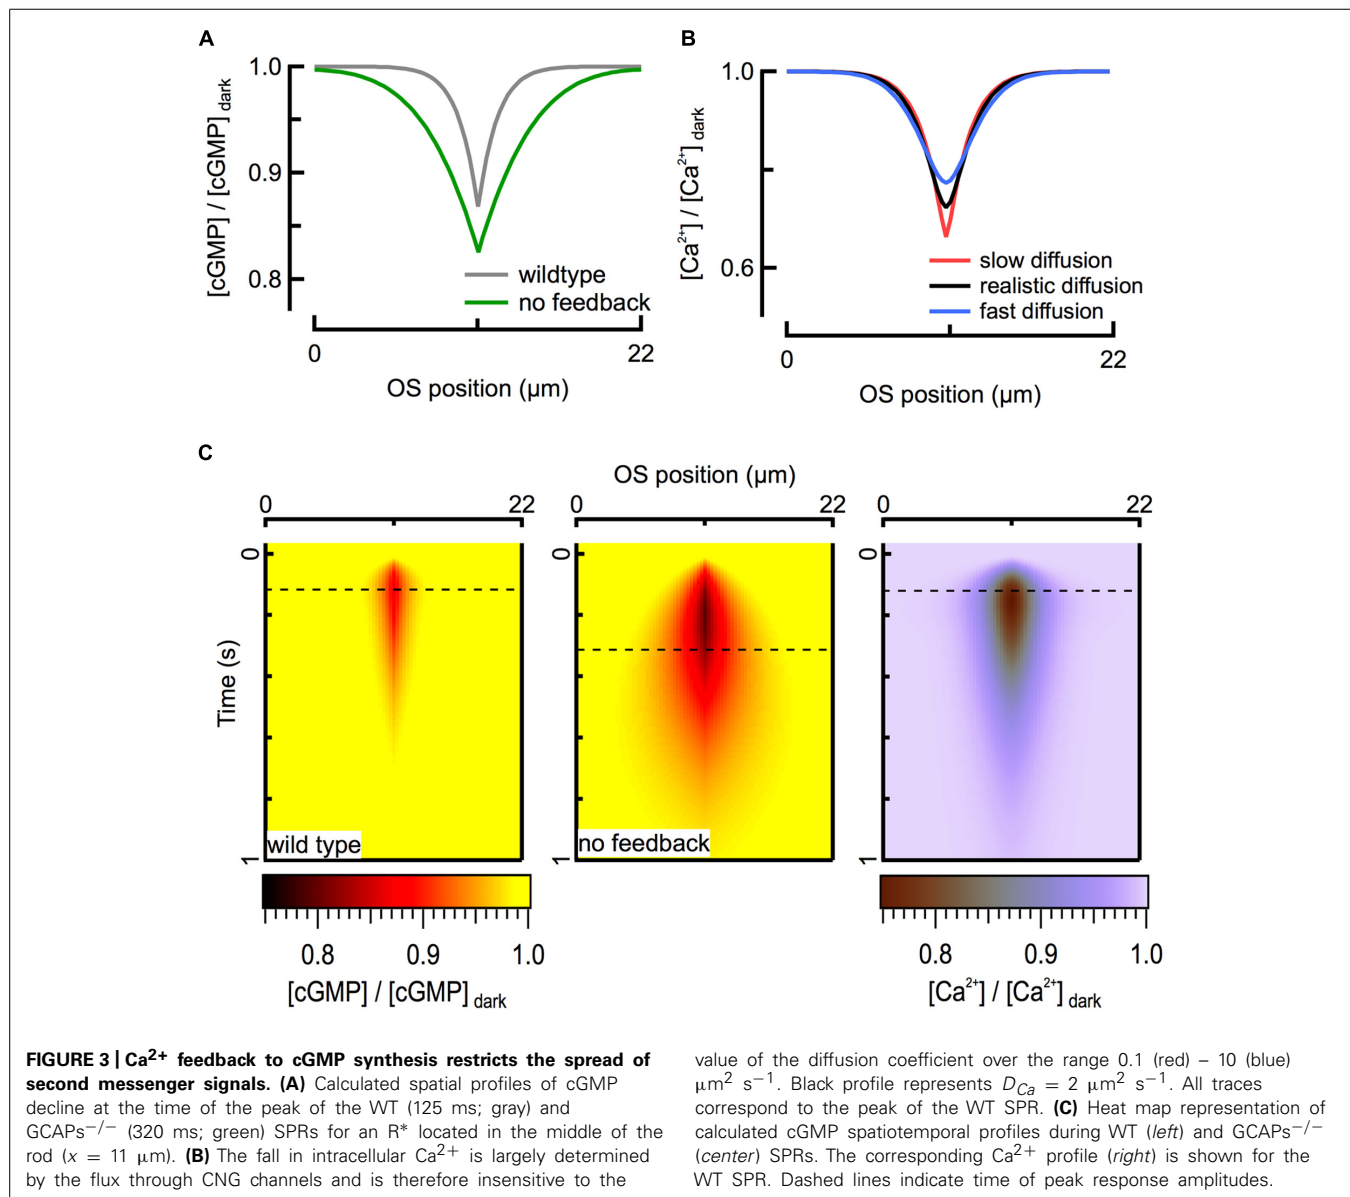 A
1.0
0.9
0.8
[cGMP] / [cGMP] dark
wildtype
no feedback
0
22
OS position (μm)
B
1.0
0.6
[Ca2+] / [Ca2+] dark
slow diffusion
realistic diffusion
fast diffusion
0
22
OS position (μm)
C
OS position (μm)
0
22
0
22
0
22
Time (s)
0
1
wild type
0
1
no feedback
0
1
0.8
0.9
1.0
[cGMP] / [cGMP] dark
0.8
0.9
1.0
[Ca2+] / [Ca2+] dark
FIGURE 3 | Ca2+ feedback to cGMP synthesis restricts the spread of
second messenger signals. (A) Calculated spatial profiles of cGMP
decline at the time of the peak of the WT (125 ms; gray) and
GCAPs−/− (320 ms; green) SPRs for an R* located in the middle of the
rod (x = 11 μm). (B) The fall in intracellular Ca2+ is largely determined
by the flux through CNG channels and is therefore insensitive to the
value of the diffusion coefficient over the range 0.1 (red) – 10 (blue)
μm2 s−1. Black profile represents DCa = 2 μm2 s−1. All traces
correspond to the peak of the WT SPR. (C) Heat map representation of
calculated cGMP spatiotemporal profiles during WT (left) and GCAPs−/−
(center) SPRs. The corresponding Ca2+ profile (right) is shown for the
WT SPR. Dashed lines indicate time of peak response amplitudes.